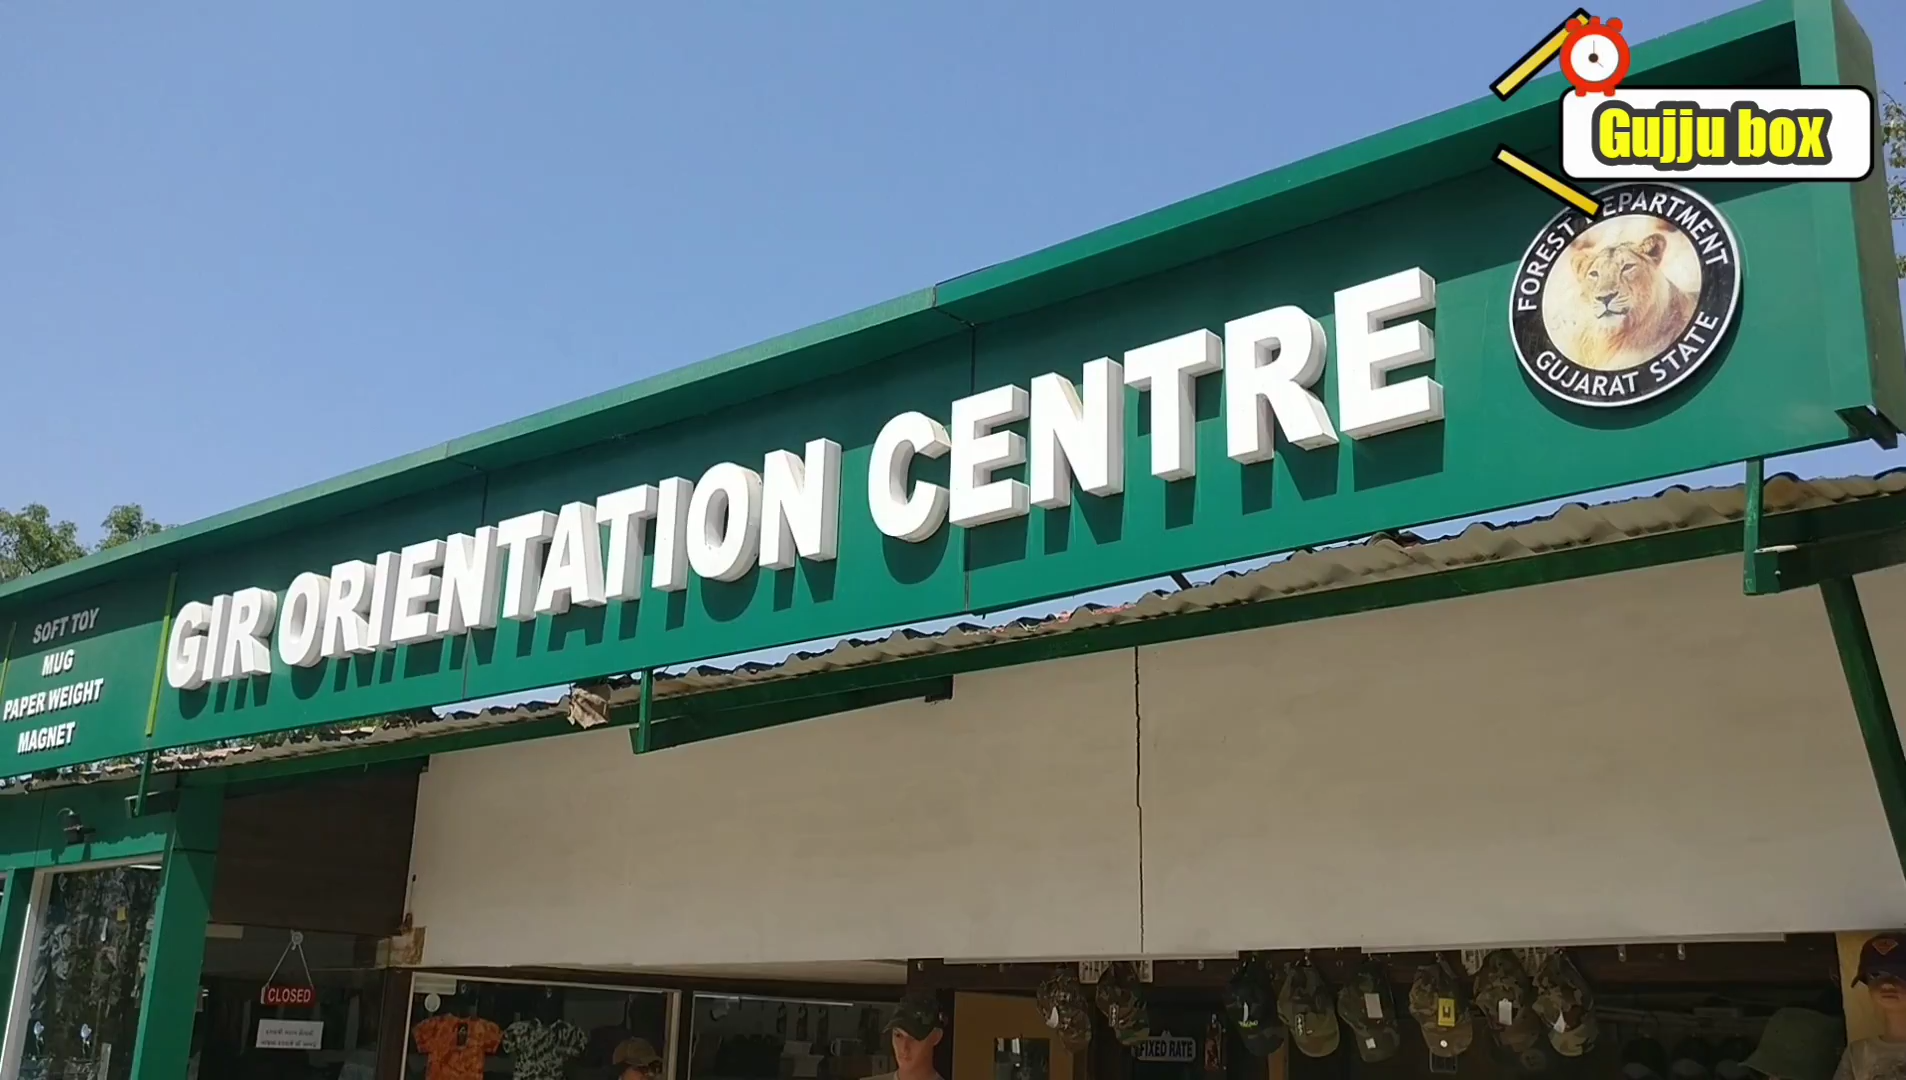 Gujju box
FOREST DEPARTMENT
GUJARAT STATE
GIR ORIENTATION CENTRE
SOFT TOY
MUG
PAPER WEIGHT
MAGNET
CLOSED
FIXED RATE